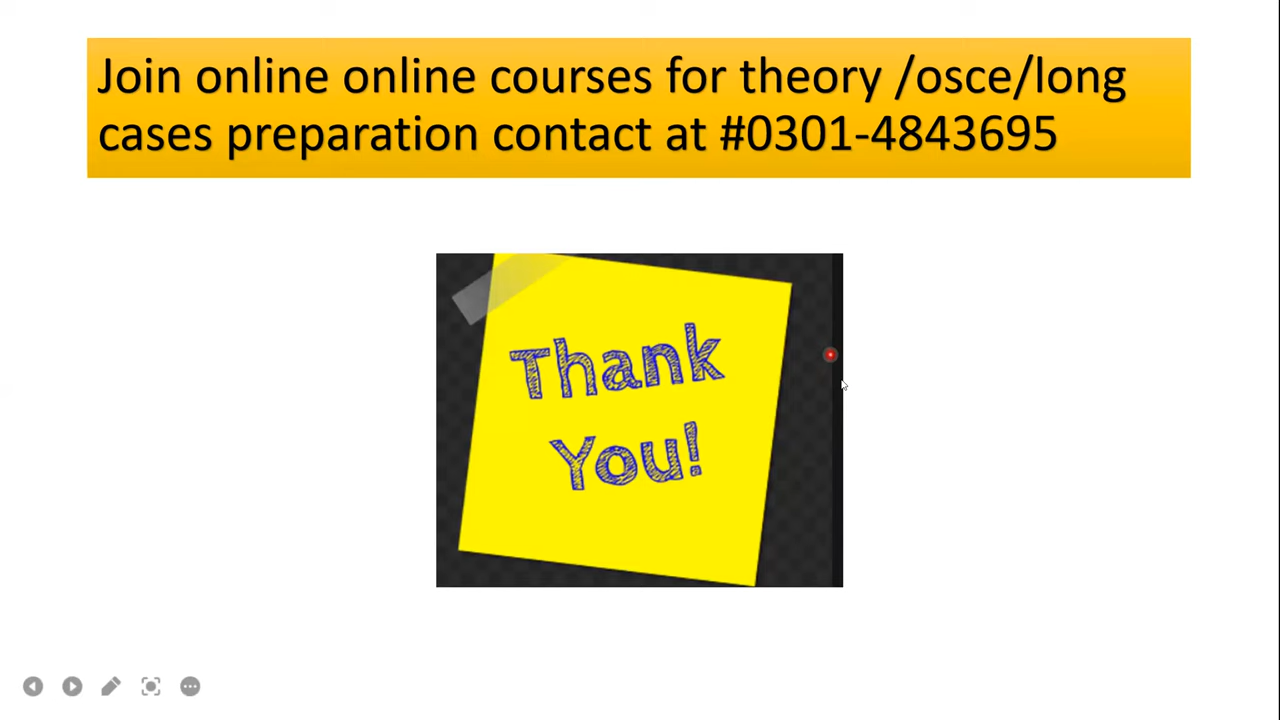 Join online online courses for theory /osce/long
cases preparation contact at #0301-4843695
Thank
You!